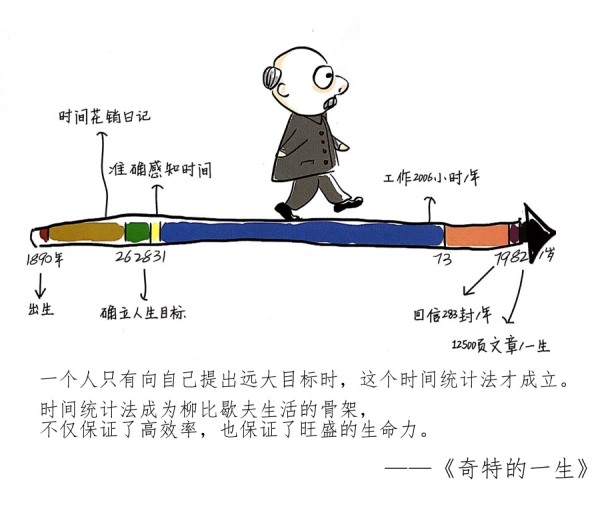 时间花销日记
准确感知时间
工作2006小时/年
1890年 26 28 31 73 79 82 /岁
出生
确立人生目标
回信283封/年
12500页文章/一生
一个人只有向自己提出远大目标时，这个时间统计法才成立。
时间统计法成为柳比歇夫生活的骨架，
不仅保证了高效率，也保证了旺盛的生命力。
——《奇特的一生》